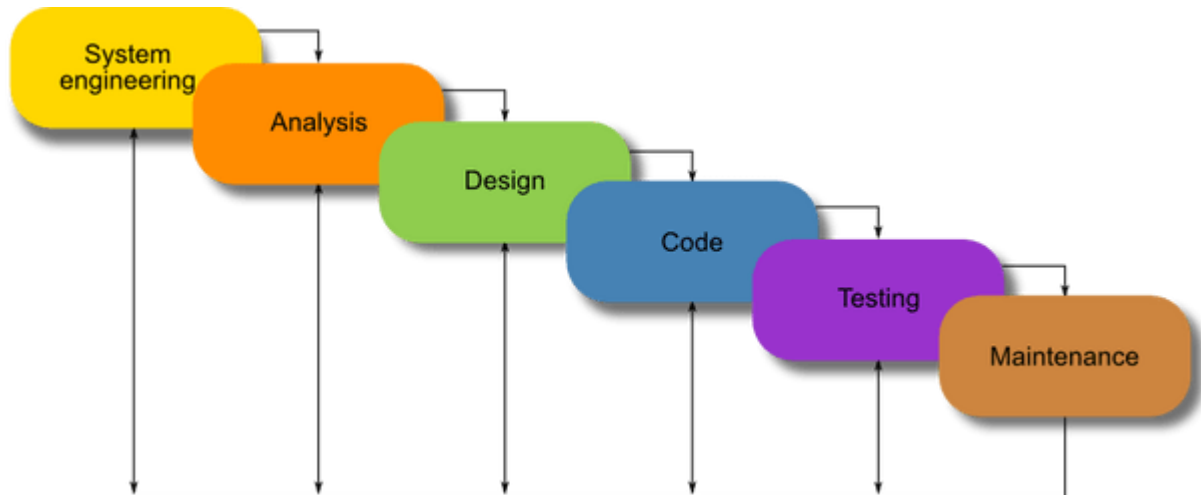 System
engineering
Analysis
Design
Code
Testing
Maintenance